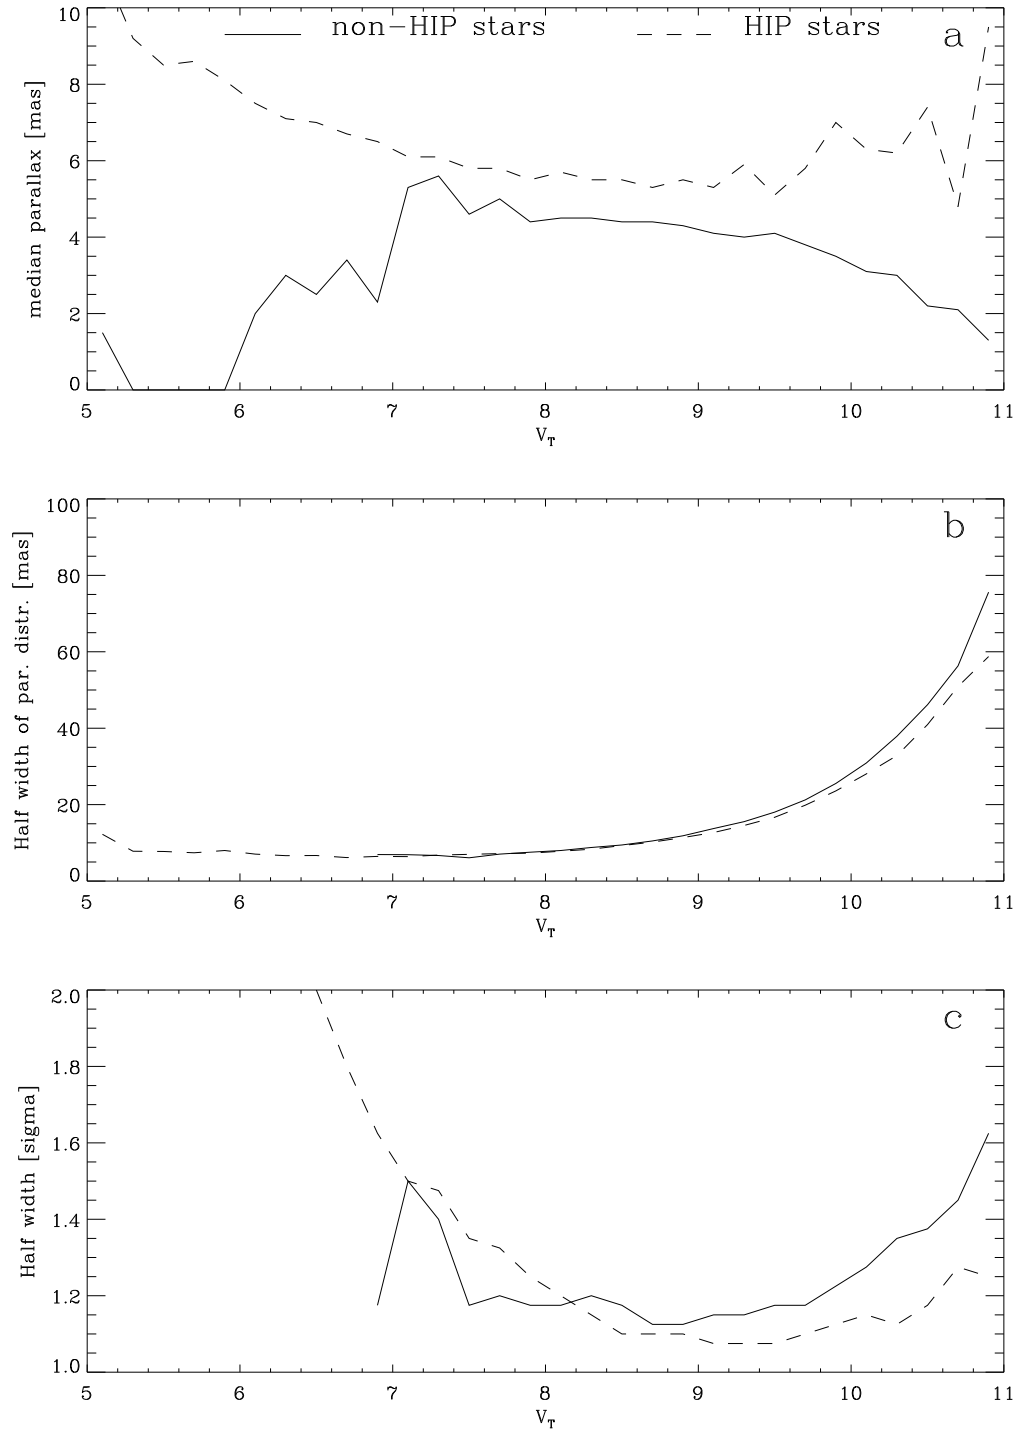 10
non-HIP stars
HIP stars
a
8
6
4
2
0
median parallax [mas]
5 6 7 8 9 10 11
V_T
100
b
80
60
40
20
0
Half width of par. distr. [mas]
5 6 7 8 9 10 11
V_T
2.0
c
1.8
1.6
1.4
1.2
1.0
Half width [sigma]
5 6 7 8 9 10 11
V_T